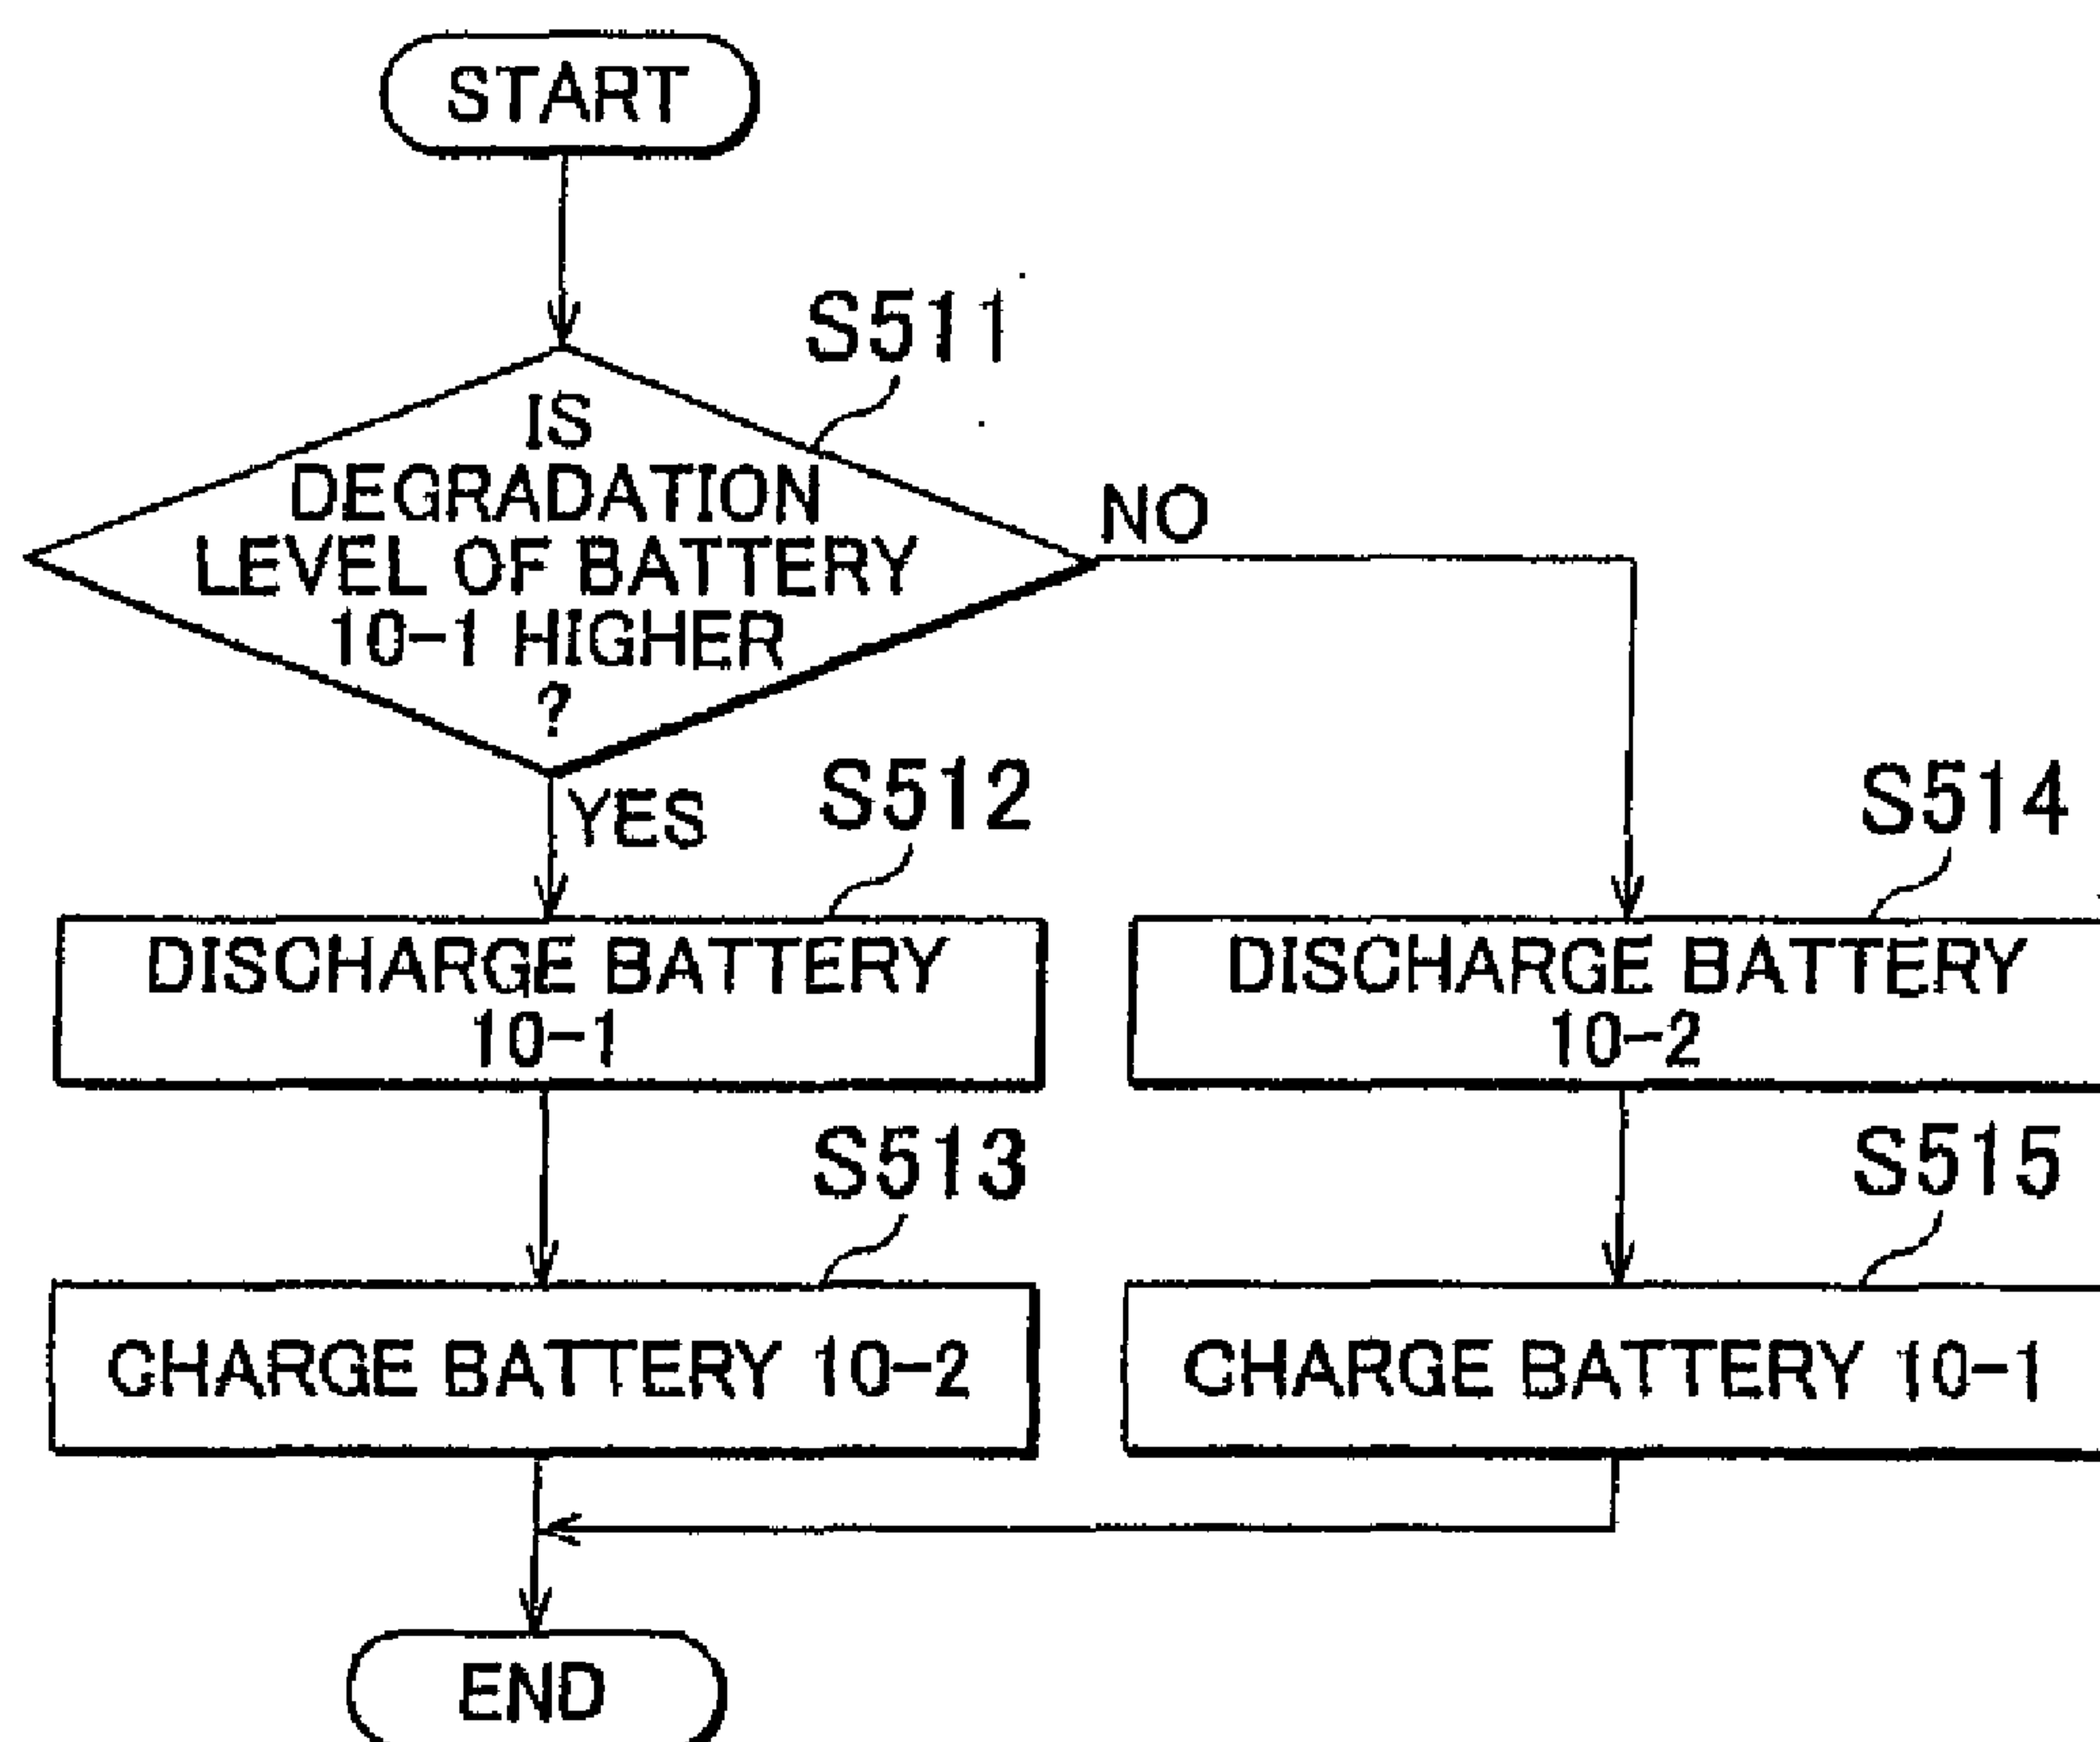 START
S511
IS
DEGRADATION
LEVEL OF BATTERY
10-1 HIGHER
?
NO
YES
S512
S514
DISCHARGE BATTERY
10-1
DISCHARGE BATTERY
10-2
S513
S515
CHARGE BATTERY 10-2
CHARGE BATTERY 10-1
END